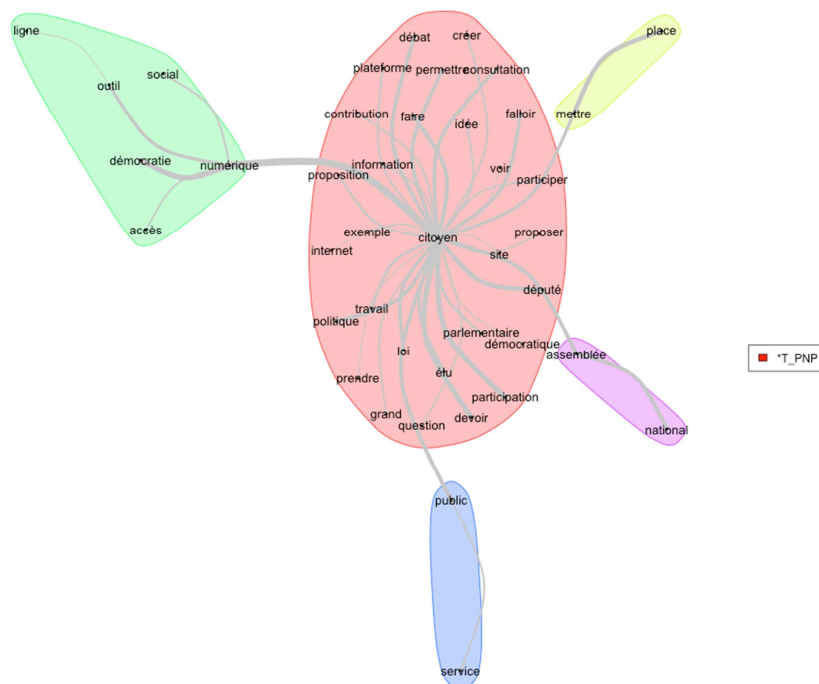 ligne
place
débat
créer
plateforme
permettre
consultation
social
outil
contribution
faire
idée
falloir
mettre
démocratie
numérique
information
proposition
voir
participer
accès
exemple
citoyen
proposer
internet
site
député
travail
politique
loi
parlementaire
démocratique
assemblée
*T_PNP
prendre
élu
participation
grand
question
devoir
national
public
service